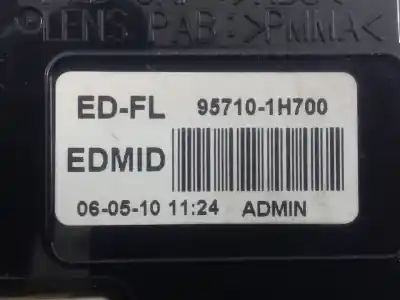 LENS PAB:>PMMA<
ED-FL 95710-1H700
EDMID
06-05-10 11:24 ADMIN